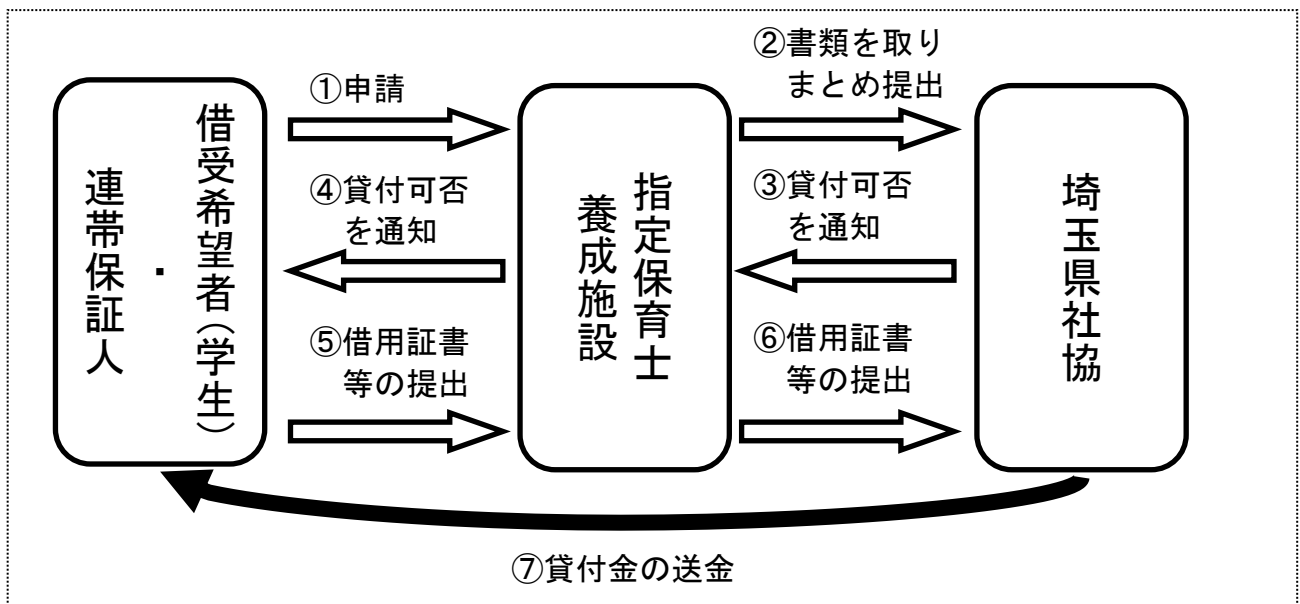 借受希望者（学生）
・
連帯保証人
①申請
指定保育士
養成施設
②書類を取り
まとめ提出
埼玉県社協
③貸付可否
を通知
④貸付可否
を通知
⑤借用証書
等の提出
⑥借用証書
等の提出
⑦貸付金の送金